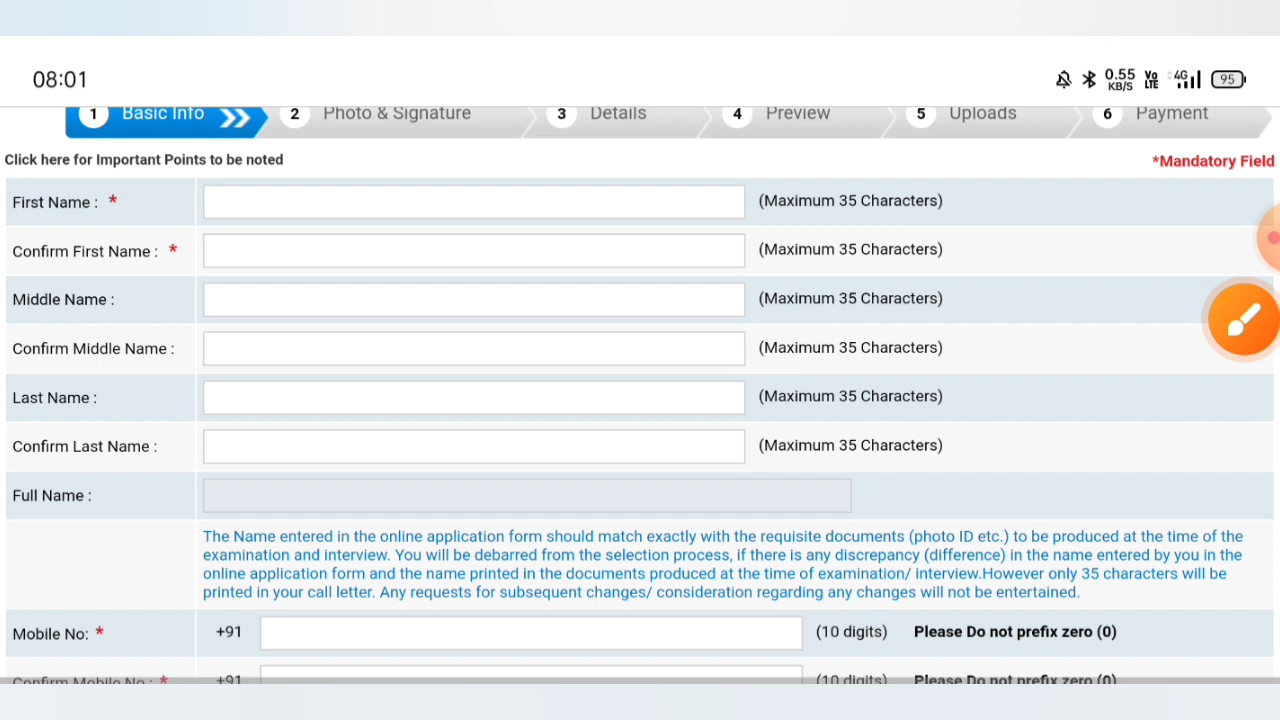 08:01
0.55 KB/S Vo LTE 4G 95
1 Basic Info 2 Photo & Signature 3 Details 4 Preview 5 Uploads 6 Payment
Click here for Important Points to be noted *Mandatory Field
First Name : * (Maximum 35 Characters)
Confirm First Name : * (Maximum 35 Characters)
Middle Name : (Maximum 35 Characters)
Confirm Middle Name : (Maximum 35 Characters)
Last Name : (Maximum 35 Characters)
Confirm Last Name : (Maximum 35 Characters)
Full Name :
The Name entered in the online application form should match exactly with the requisite documents (photo ID etc.) to be produced at the time of the
examination and interview. You will be debarred from the selection process, if there is any discrepancy (difference) in the name entered by you in the
online application form and the name printed in the documents produced at the time of examination/ interview.However only 35 characters will be
printed in your call letter. Any requests for subsequent changes/ consideration regarding any changes will not be entertained.
Mobile No: * +91 (10 digits) Please Do not prefix zero (0)
Confirm Mobile No : * +91 (10 digits) Please Do not prefix zero (0)